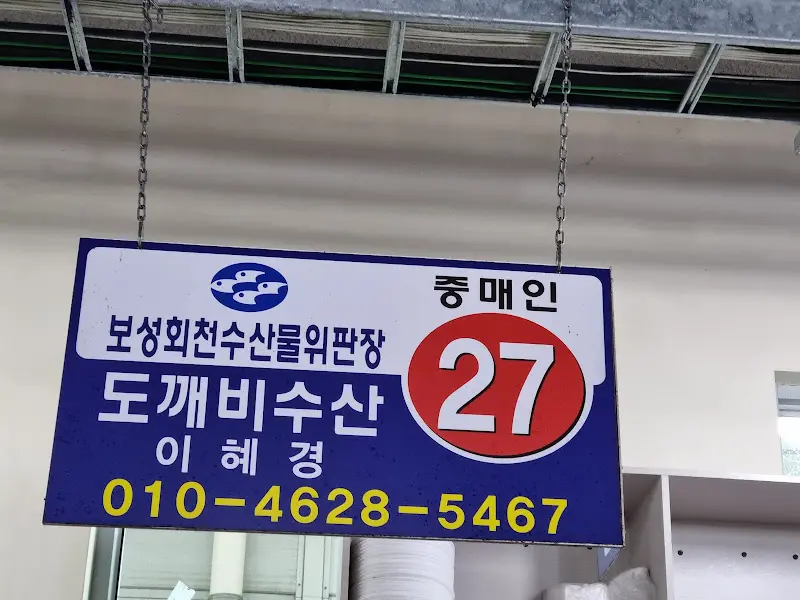 중매인
보성회천수산물위판장
27
도깨비수산
이혜경
010-4628-5467